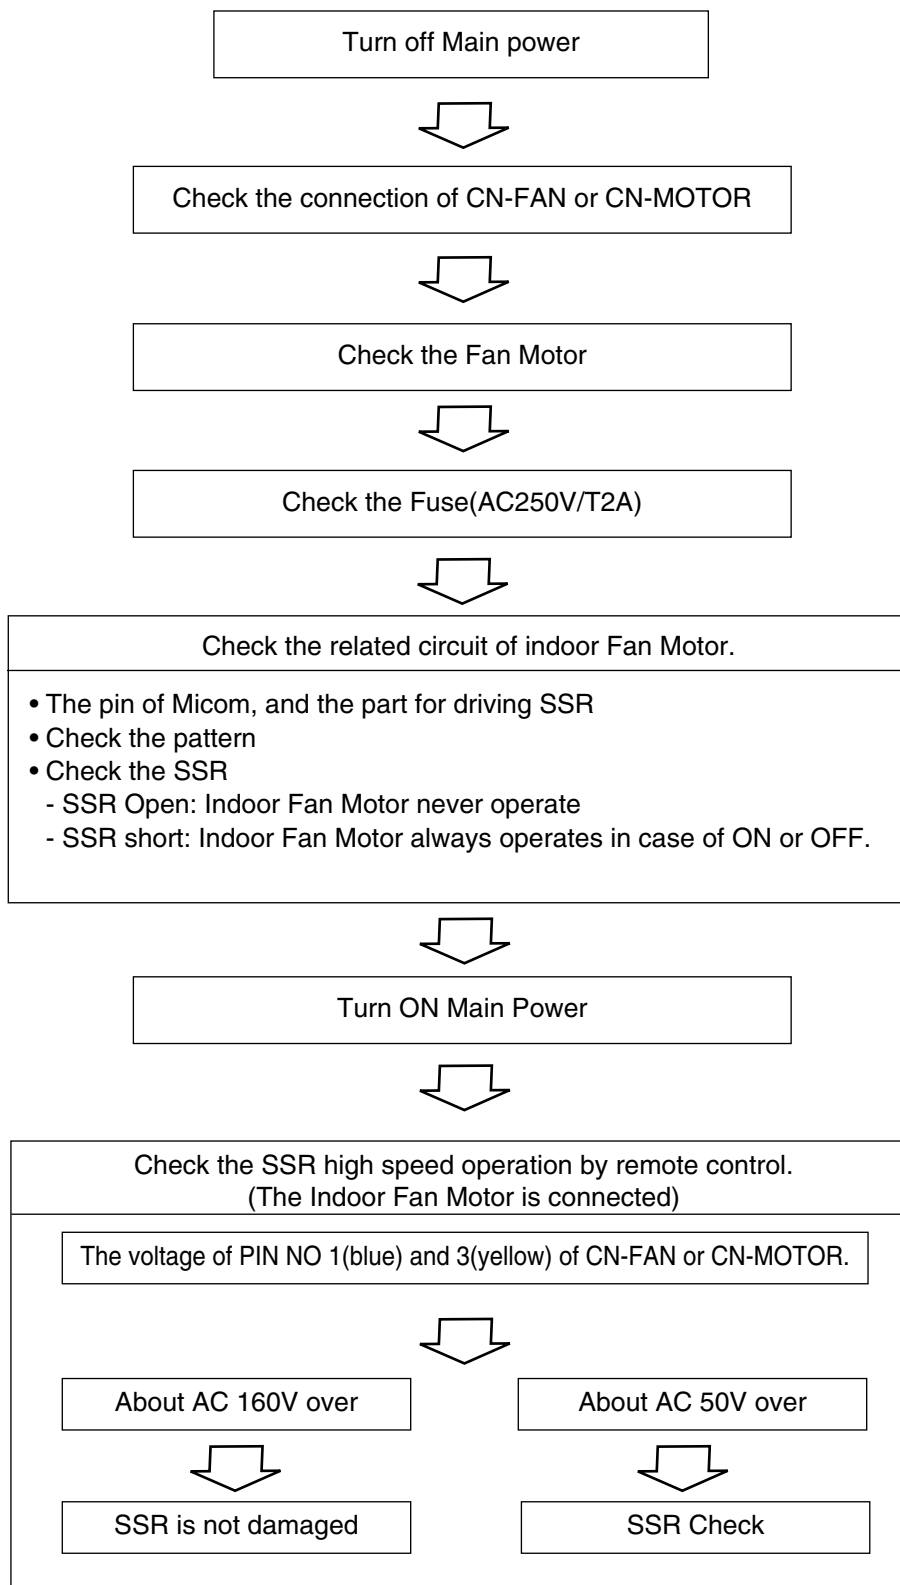 Turn off Main power
Check the connection of CN-FAN or CN-MOTOR
Check the Fan Motor
Check the Fuse(AC250V/T2A)
Check the related circuit of indoor Fan Motor.
• The pin of Micom, and the part for driving SSR
• Check the pattern
• Check the SSR
- SSR Open: Indoor Fan Motor never operate
- SSR short: Indoor Fan Motor always operates in case of ON or OFF.
Turn ON Main Power
Check the SSR high speed operation by remote control.
(The Indoor Fan Motor is connected)
The voltage of PIN NO 1(blue) and 3(yellow) of CN-FAN or CN-MOTOR.
About AC 160V over
About AC 50V over
SSR is not damaged
SSR Check